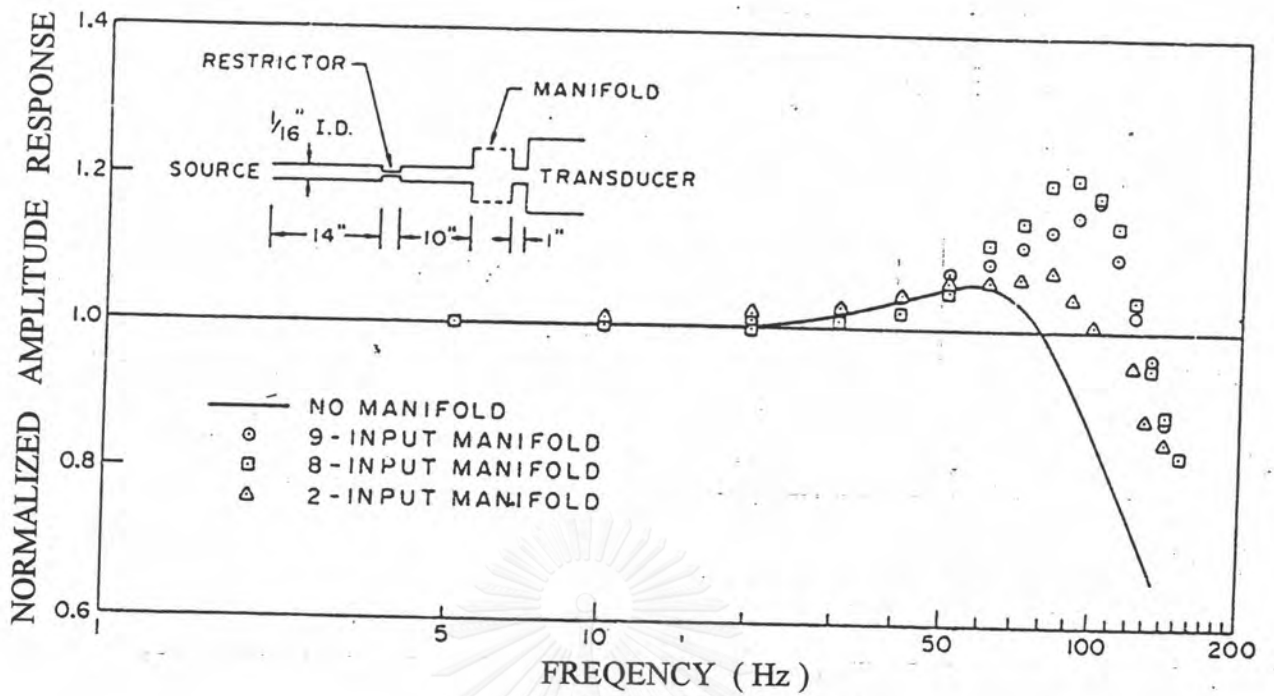 NORMALIZED AMPLITUDE RESPONSE
1.4
1.2
1.0
0.8
0.6
RESTRICTOR
MANIFOLD
1/16" I.D.
SOURCE
TRANSDUCER
14"
10"
1"
NO MANIFOLD
9-INPUT MANIFOLD
8-INPUT MANIFOLD
2-INPUT MANIFOLD
1
5
10
50
100
200
FREQENCY ( Hz )